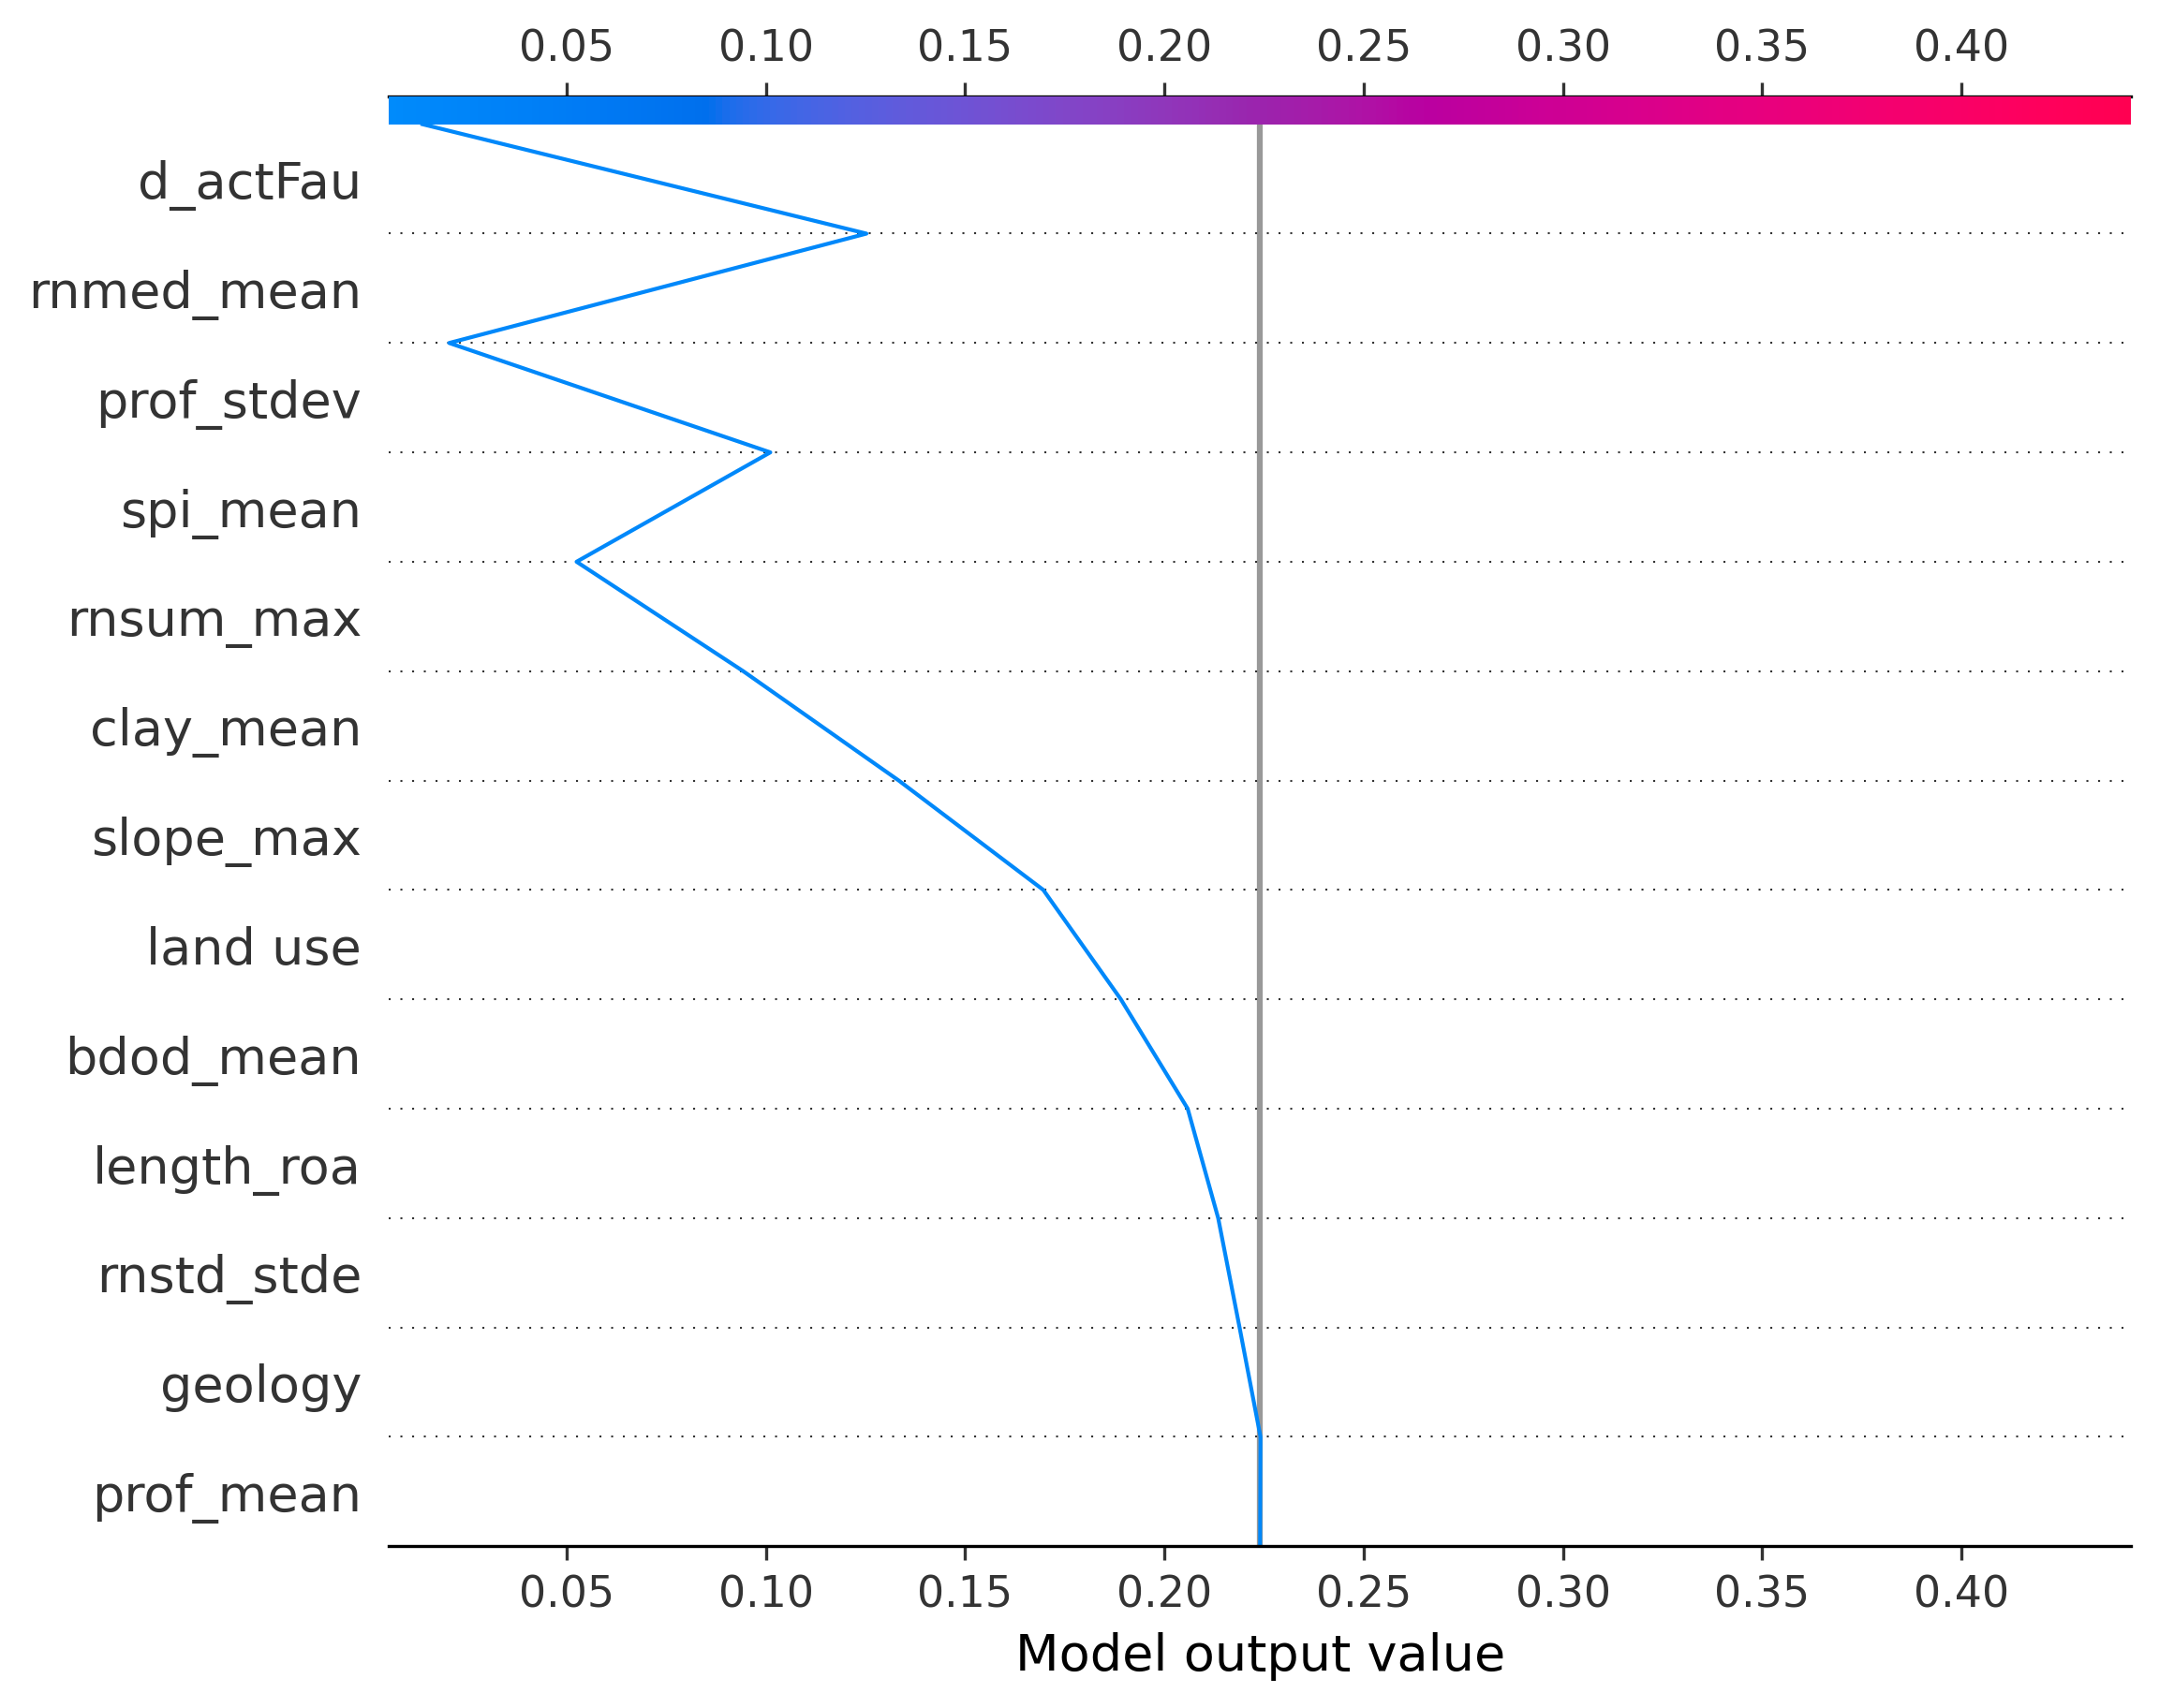 0.05 0.10 0.15 0.20 0.25 0.30 0.35 0.40
d_actFau
rnmed_mean
prof_stdev
spi_mean
rnsum_max
clay_mean
slope_max
land use
bdod_mean
length_roa
rnstd_stde
geology
prof_mean
0.05 0.10 0.15 0.20 0.25 0.30 0.35 0.40
Model output value